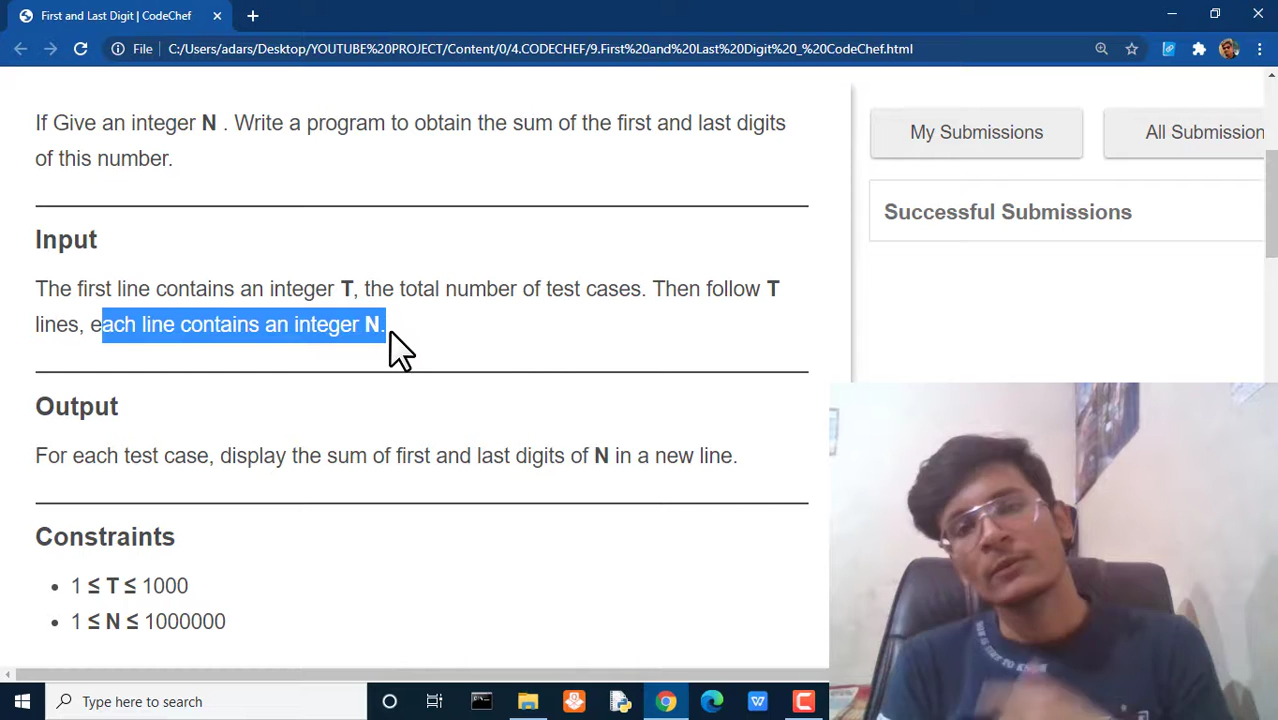 First and Last Digit | CodeChef
File
C:/Users/adars/Desktop/YOUTUBE%20PROJECT/Content/0/4.CODECHEF/9.First%20and%20Last%20Digit%20_%20CodeChef.html
If Give an integer N . Write a program to obtain the sum of the first and last digits
of this number.
My Submissions
All Submission
Input
Successful Submissions
The first line contains an integer T, the total number of test cases. Then follow T
lines, each line contains an integer N.
Output
For each test case, display the sum of first and last digits of N in a new line.
Constraints
1 ≤ T ≤ 1000
1 ≤ N ≤ 1000000
Type here to search